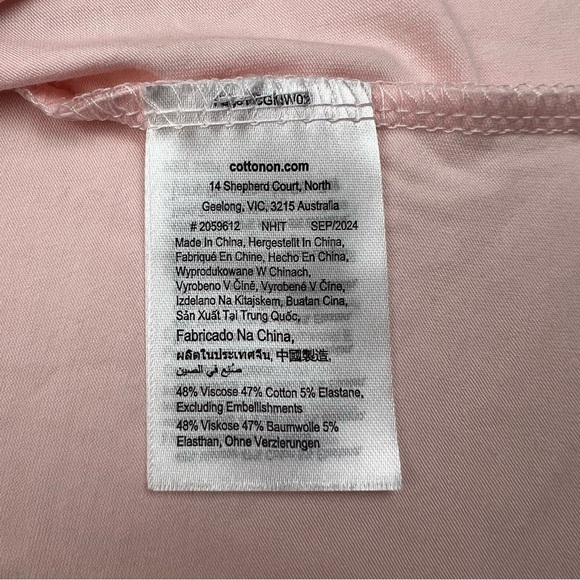 cottonon.com
14 Shepherd Court, North
Geelong, VIC, 3215 Australia
# 2059612 NHIT SEP/2024
Made In China, Hergestellt In China,
Fabriqué En Chine, Hecho En China,
Wyprodukowane W Chinach,
Vyrobeno V Číně, Vyrobené V Číne,
Izdelano Na Kitajskem, Buatan Cina,
Sản Xuất Tại Trung Quốc,
Fabricado Na China,
ผลิตในประเทศจีน, 中國製造,
صنع في الصين
48% Viscose 47% Cotton 5% Elastane,
Excluding Embellishments
48% Viskose 47% Baumwolle 5%
Elasthan, Ohne Verzierungen